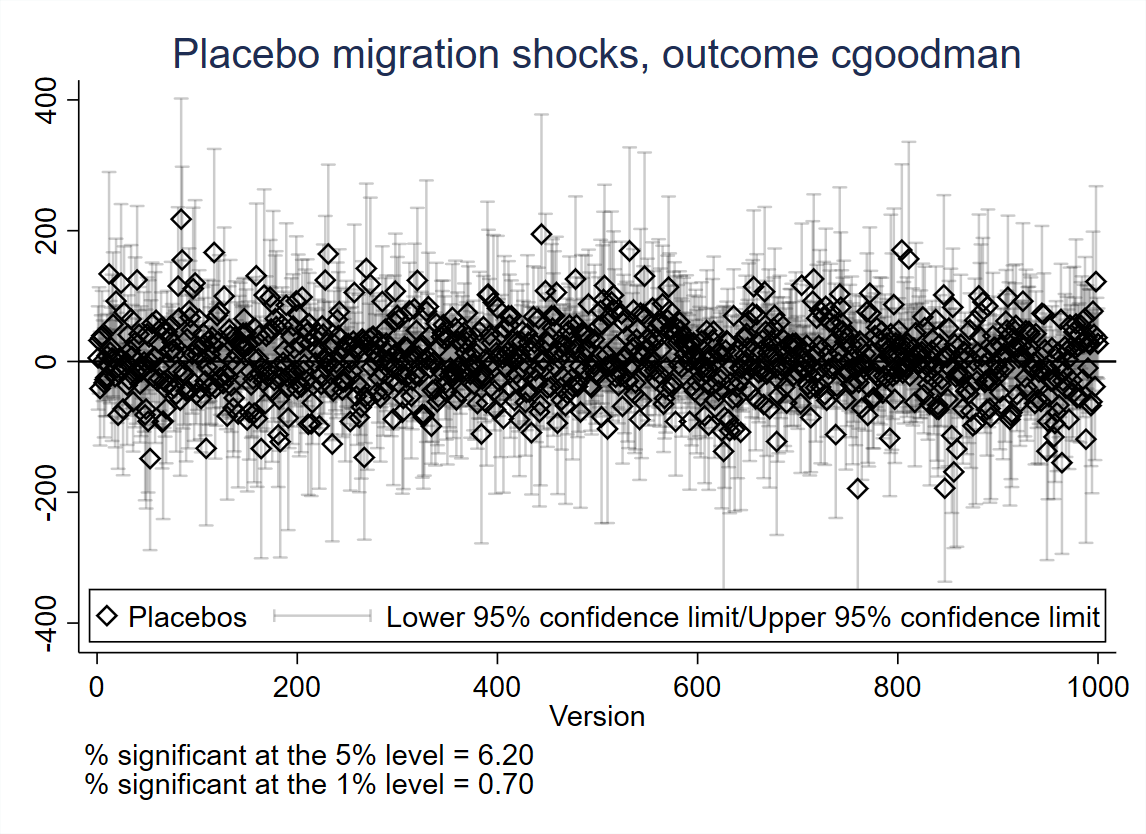 Placebo migration shocks, outcome cgoodman
400
200
0
-200
-400
Placebos
Lower 95% confidence limit/Upper 95% confidence limit
0 200 400 600 800 1000
Version
% significant at the 5% level = 6.20
% significant at the 1% level = 0.70